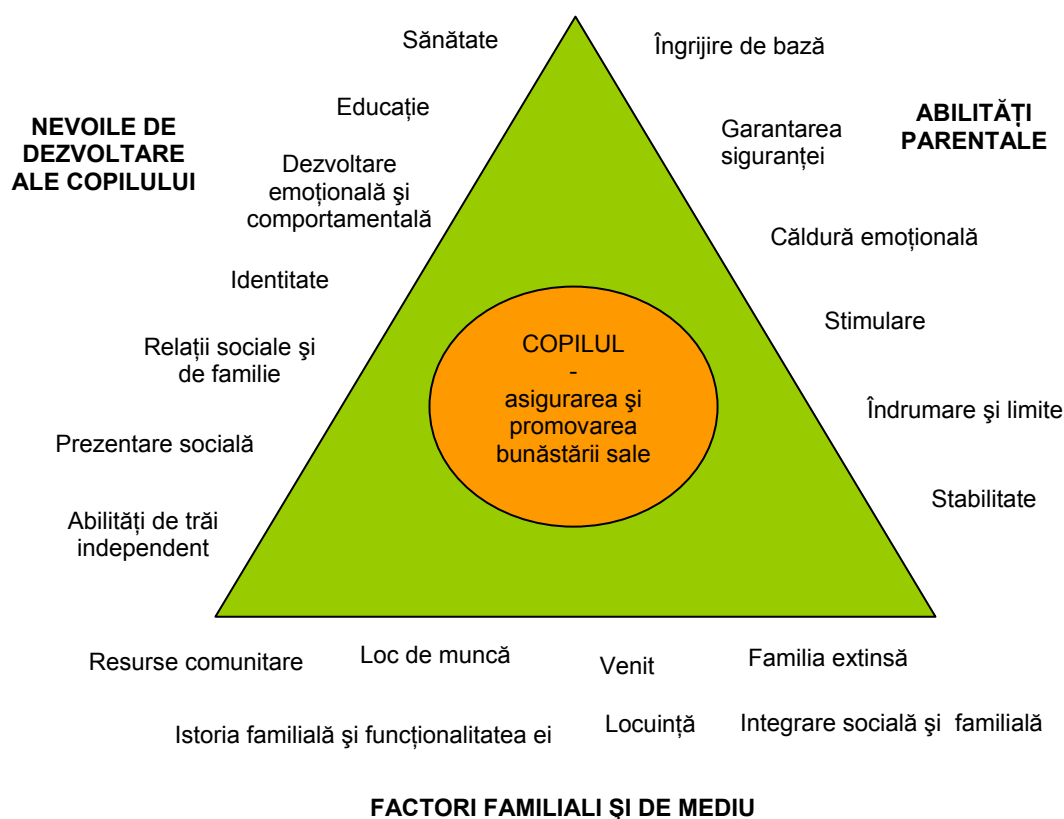 Sănătate
Educație
NEVOILE DE
DEZVOLTARE
ALE COPILULUI
Dezvoltare
emoțională şi
comportamentală
Identitate
Relații sociale şi
de familie
Prezentare socială
Abilități de trăi
independent
Îngrijire de bază
ABILITĂȚI
PARENTALE
Garantarea
siguranței
Căldură emoțională
Stimulare
Îndrumare şi limite
Stabilitate
COPILUL
-
asigurarea şi
promovarea
bunăstării sale
Resurse comunitare
Loc de muncă
Venit
Familia extinsă
Istoria familială şi funcționalitatea ei
Locuință
Integrare socială şi familială
FACTORI FAMILIALI ŞI DE MEDIU